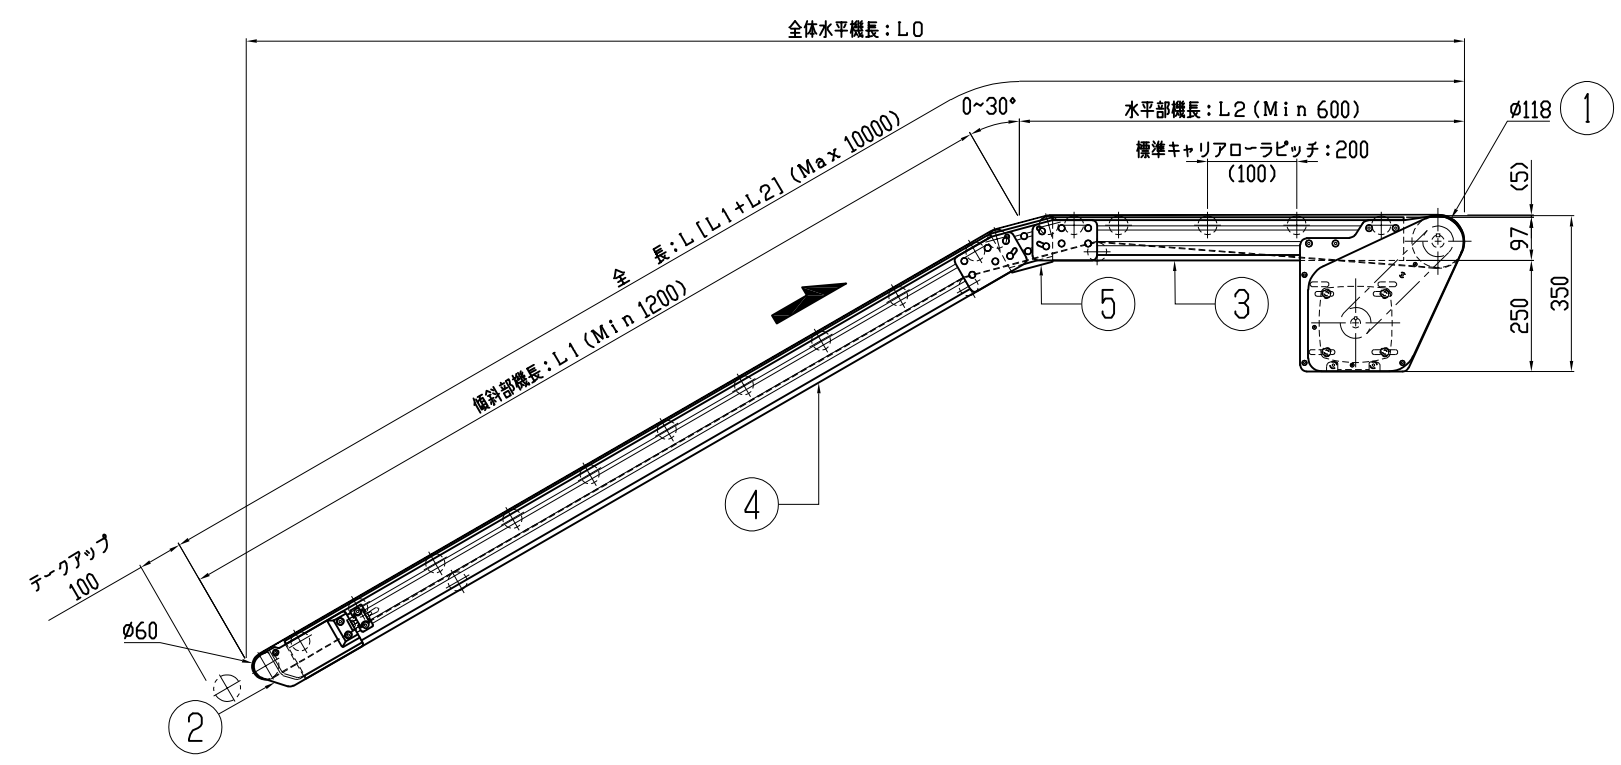 全体水平機長：L0
全　長：L [L1+L2] (Max 10000)
0~30°
水平部機長：L2 (Min 600)
標準キャリアローラピッチ：200
(100)
ø118
1
(5)
97
250
350
傾斜部機長：L1 (Min 1200)
5
3
4
テークアップ
100
ø60
2